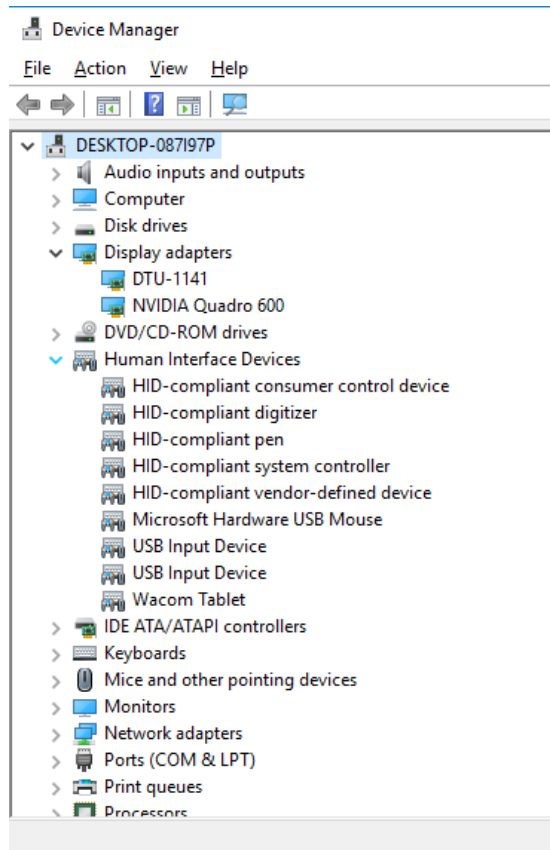 Device Manager
File Action View Help
DESKTOP-087I97P
Audio inputs and outputs
Computer
Disk drives
Display adapters
DTU-1141
NVIDIA Quadro 600
DVD/CD-ROM drives
Human Interface Devices
HID-compliant consumer control device
HID-compliant digitizer
HID-compliant pen
HID-compliant system controller
HID-compliant vendor-defined device
Microsoft Hardware USB Mouse
USB Input Device
USB Input Device
Wacom Tablet
IDE ATA/ATAPI controllers
Keyboards
Mice and other pointing devices
Monitors
Network adapters
Ports (COM & LPT)
Print queues
Processors